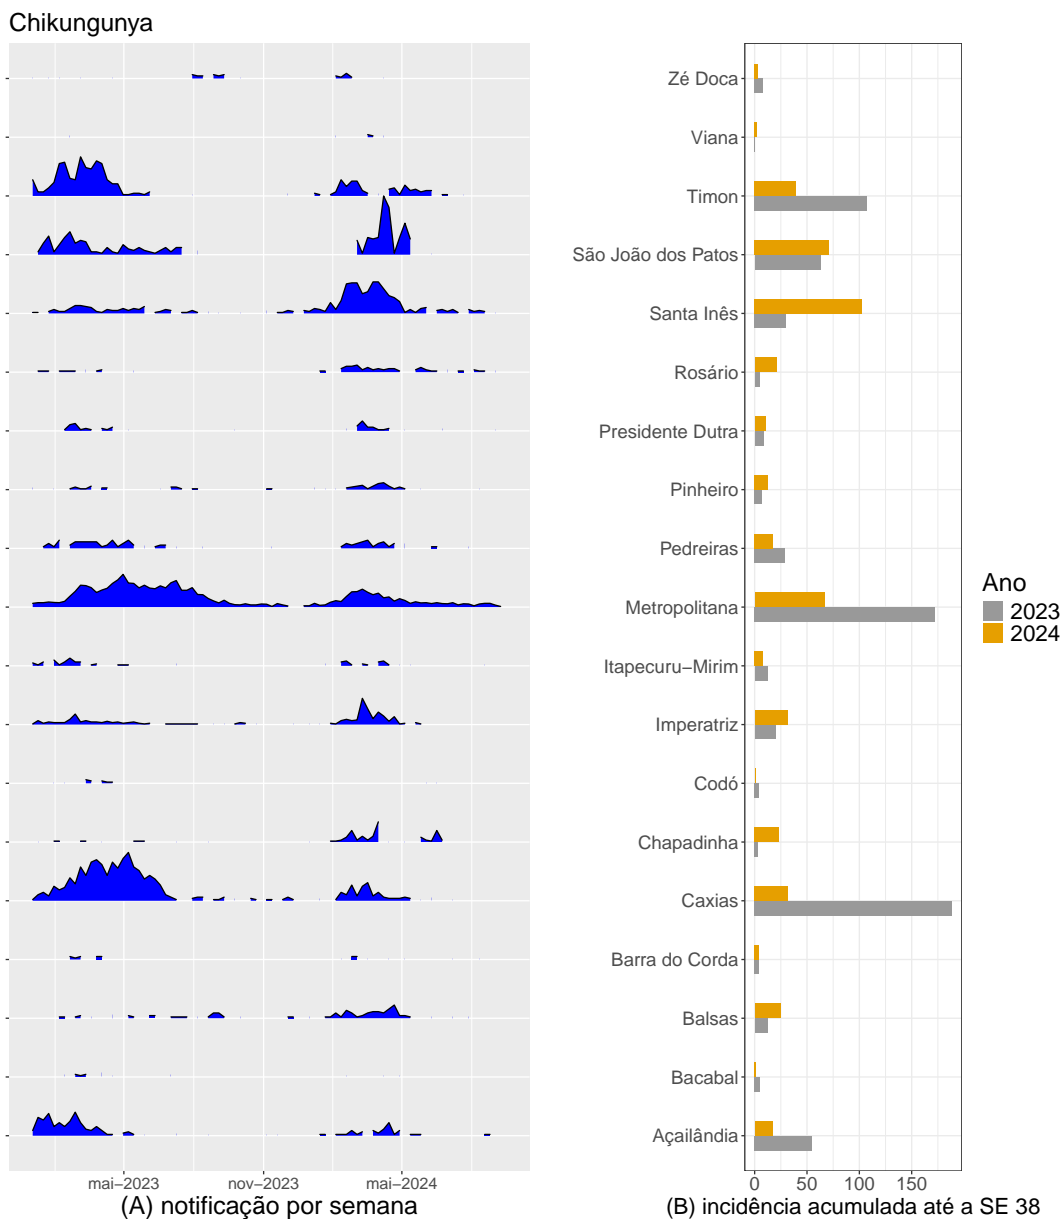 Chikungunya
Zé Doca
Viana
Timon
São João dos Patos
Santa Inês
Rosário
Presidente Dutra
Pinheiro
Pedreiras
Metropolitana
Itapecuru−Mirim
Imperatriz
Codó
Chapadinha
Caxias
Barra do Corda
Balsas
Bacabal
Açailândia
Ano
2023
2024
mai−2023 nov−2023 mai−2024
0 50 100 150
(A) notificação por semana
(B) incidência acumulada até a SE 38